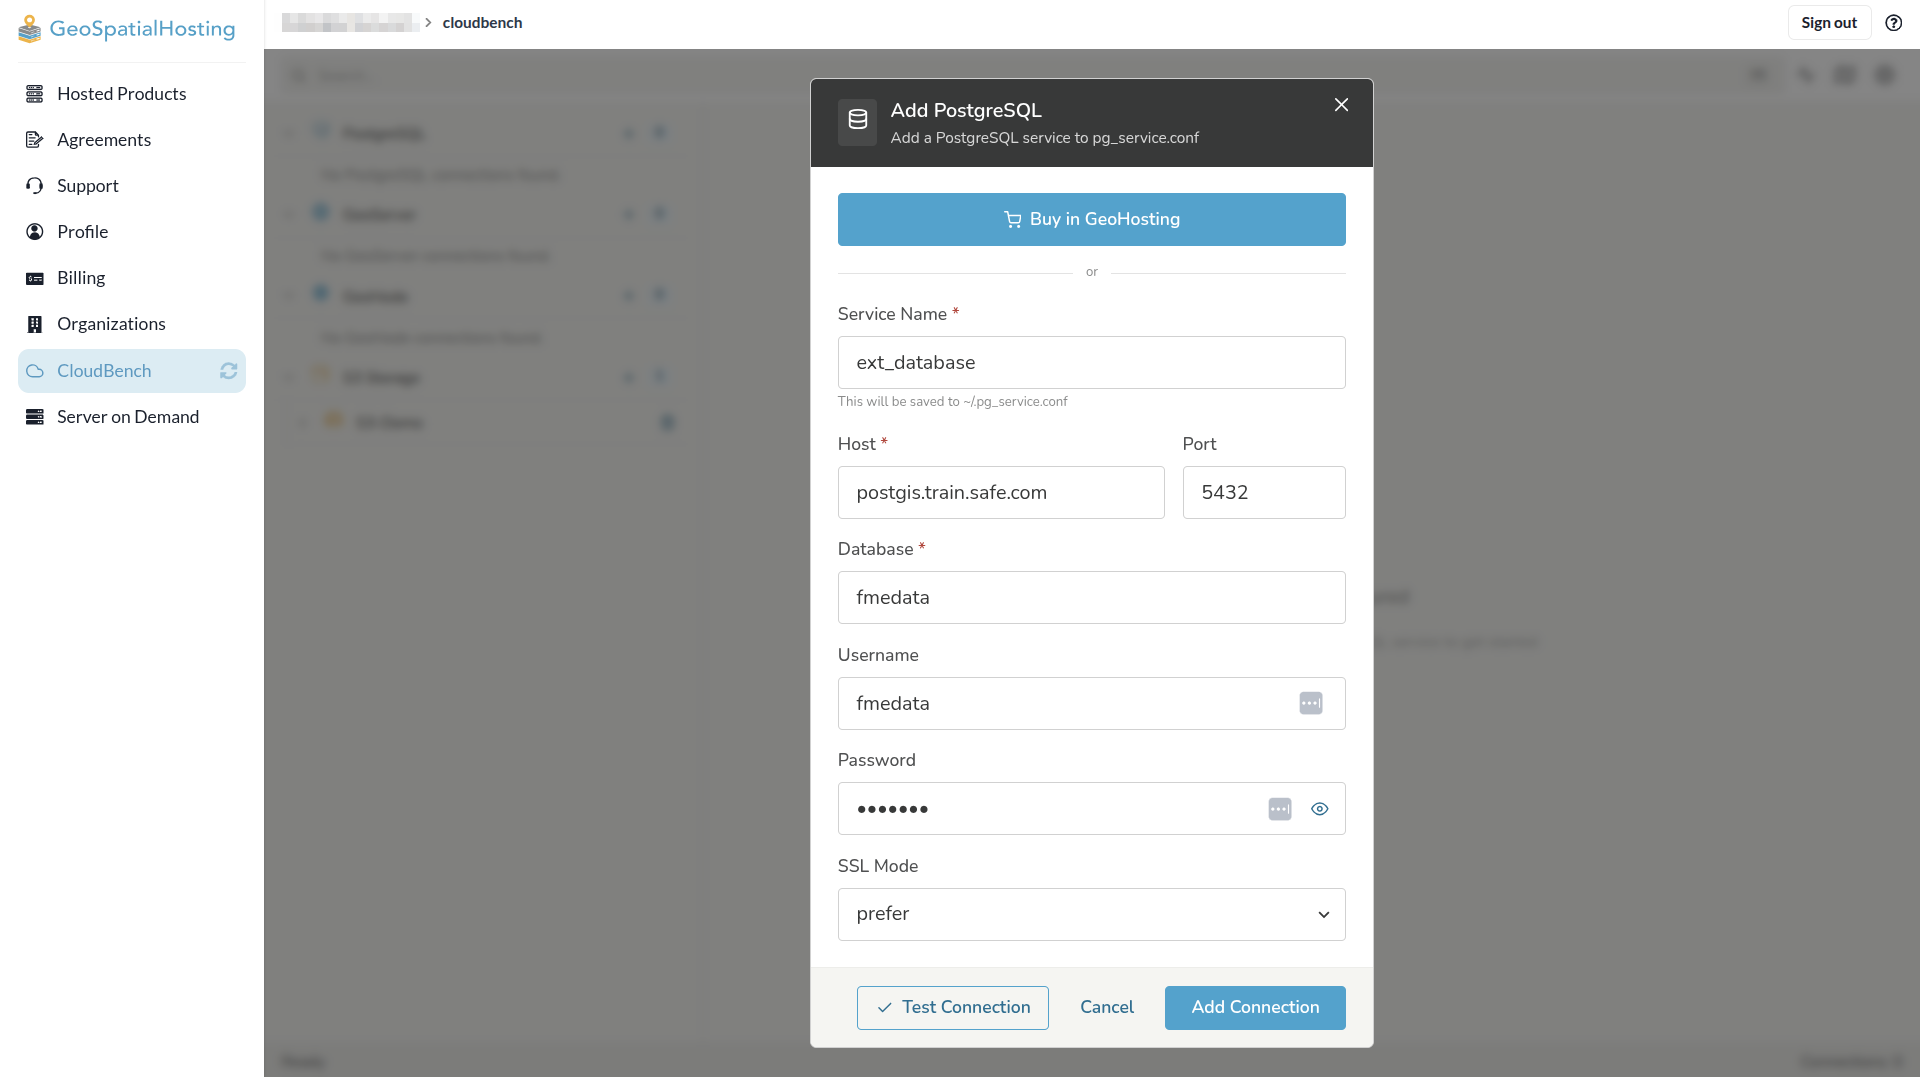 GeoSpatialHosting
cloudbench
Sign out
Hosted Products
Agreements
Support
Profile
Billing
Organizations
CloudBench
Server on Demand
Add PostgreSQL
Add a PostgreSQL service to pg_service.conf
Buy in GeoHosting
or
Service Name *
ext_database
This will be saved to ~/.pg_service.conf
Host * Port
postgis.train.safe.com 5432
Database *
fmedata
Username
fmedata
Password
•••••••
SSL Mode
prefer
Test Connection Cancel Add Connection